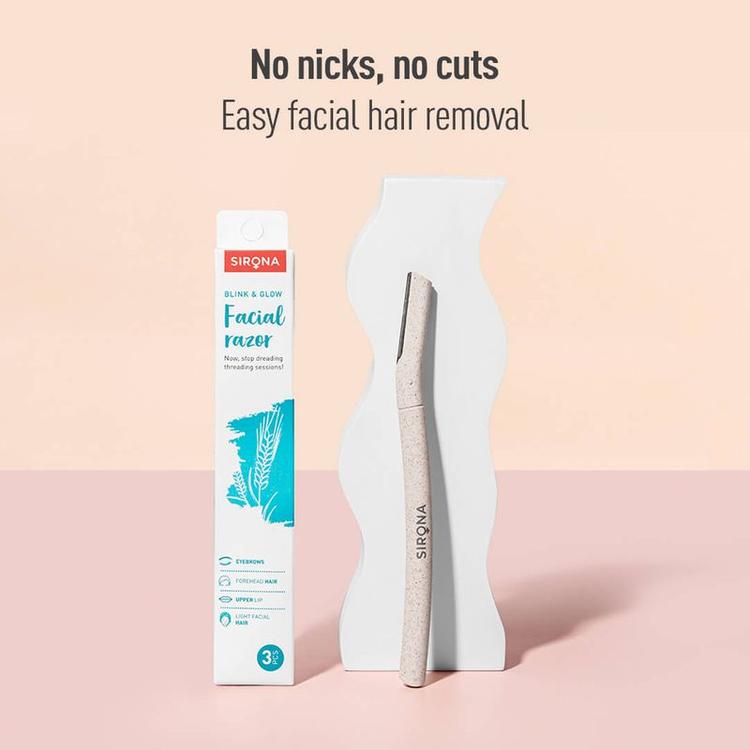 No nicks, no cuts
Easy facial hair removal
SIRONA
BLINK & GLOW
Facial
razor
Now, stop dreading
threading sessions!
EYEBROWS
FOREHEAD HAIR
UPPER LIP
LIGHT FACIAL
HAIR
3 PCS
SIRONA